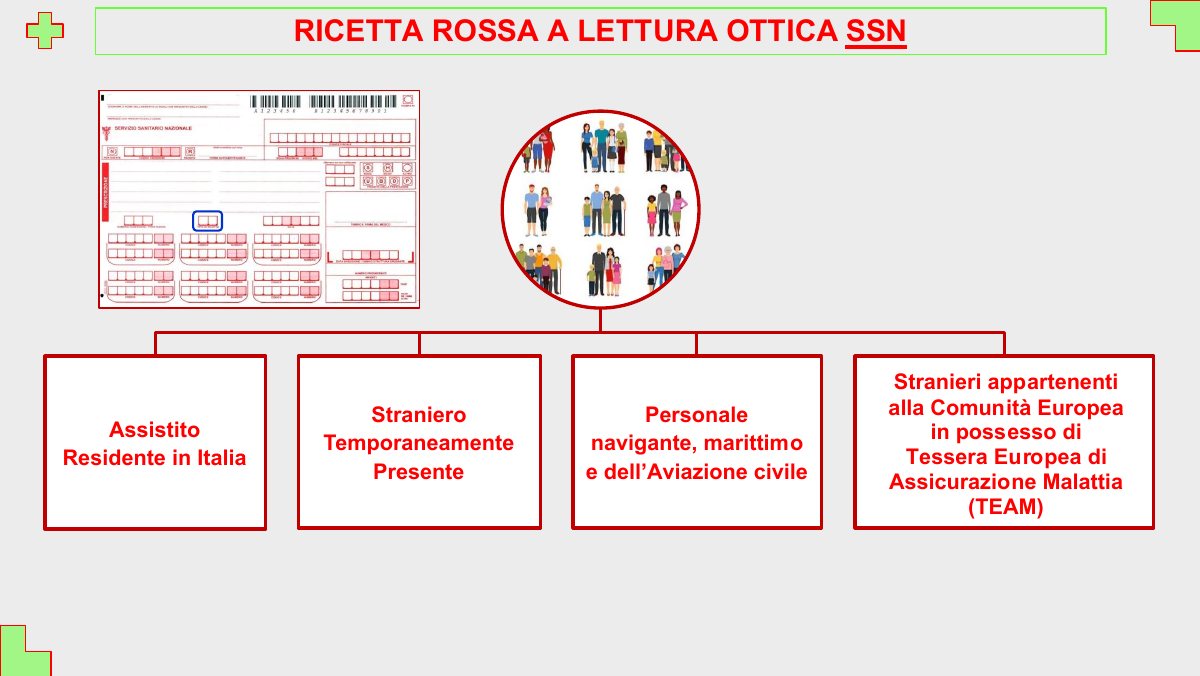 RICETTA ROSSA A LETTURA OTTICA SSN
SERVIZIO SANITARIO NAZIONALE
PRESCRIZIONE
Assistito
Residente in Italia
Straniero
Temporaneamente
Presente
Personale
navigante, marittimo
e dell’Aviazione civile
Stranieri appartenenti
alla Comunità Europea
in possesso di
Tessera Europea di
Assicurazione Malattia
(TEAM)